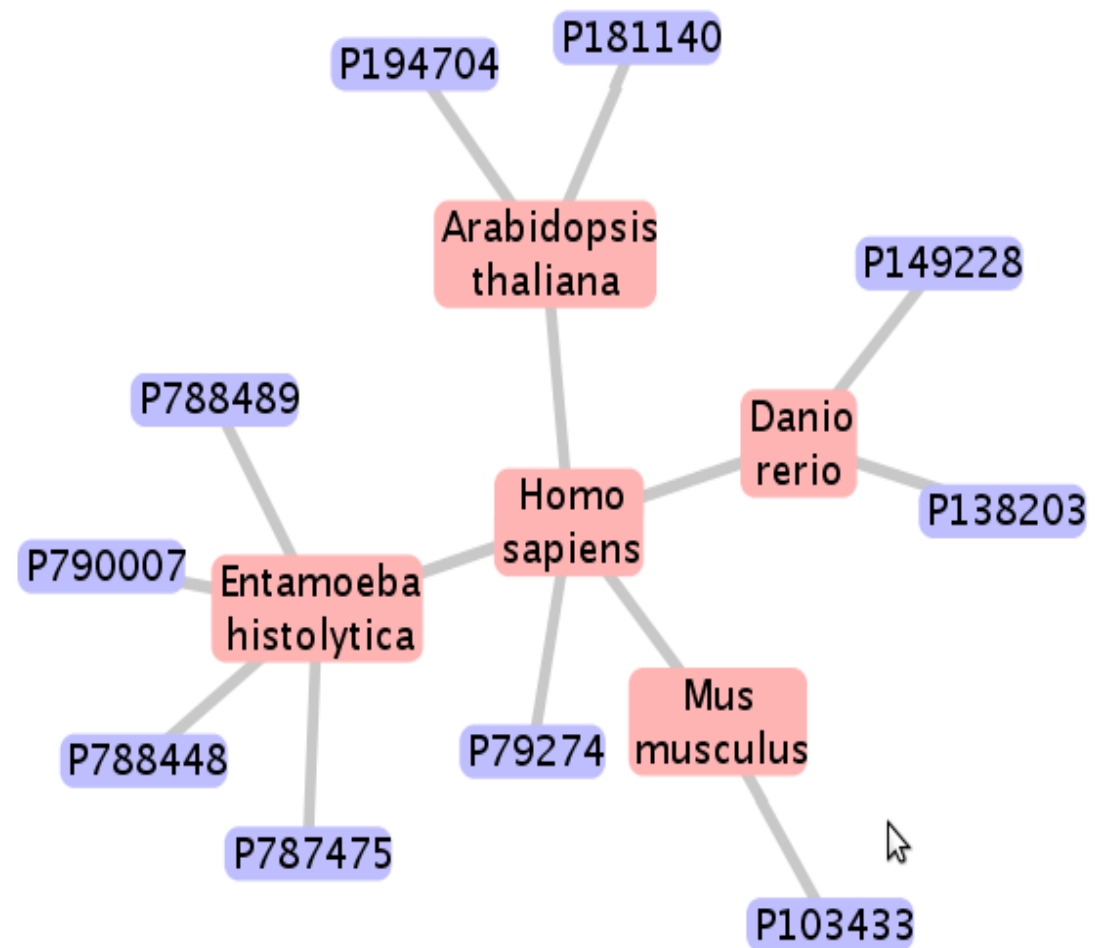 P181140
P194704
Arabidopsis
thaliana
P149228
P788489
Danio
rerio
Homo
sapiens
P138203
P790007
Entamoeba
histolytica
Mus
musculus
P79274
P788448
P787475
P103433